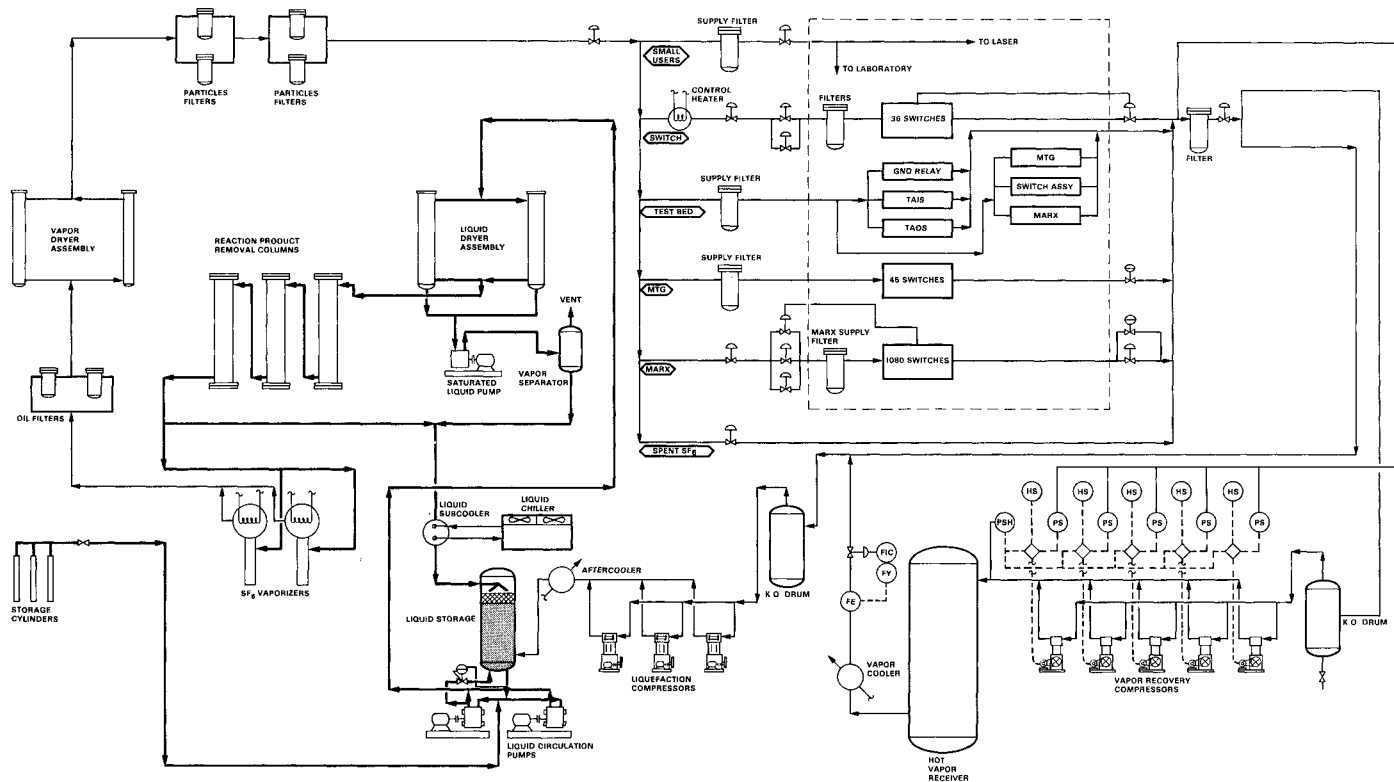 SUPPLY FILTER
SMALL
USERS
TO LASER
TO LABORATORY
PARTICLES
FILTERS
PARTICLES
FILTERS
CONTROL
HEATER
FILTERS
36 SWITCHES
SWITCH
FILTER
MTG
GND RELAY
SUPPLY FILTER
SWITCH ASSY
TAIS
TEST BED
MARX
TAOS
VAPOR
DRYER
ASSEMBLY
LIQUID
DRYER
ASSEMBLY
REACTION PRODUCT
REMOVAL COLUMNS
SUPPLY FILTER
45 SWITCHES
MTG
VENT
MARX SUPPLY
FILTER
1080 SWITCHES
MARX
VAPOR
SEPARATOR
SATURATED
LIQUID PUMP
OIL FILTERS
SPENT SF6
LIQUID
SUBCOOLER
LIQUID
CHILLER
HS
HS
HS
HS
HS
PSH
PS
PS
PS
PS
PS
FIC
FY
FE
AFTERCOOLER
K O DRUM
SF6 VAPORIZERS
STORAGE
CYLINDERS
LIQUID STORAGE
K O DRUM
LIQUEFACTION
COMPRESSORS
VAPOR
COOLER
VAPOR RECOVERY
COMPRESSORS
LIQUID CIRCULATION
PUMPS
HOT
VAPOR
RECEIVER